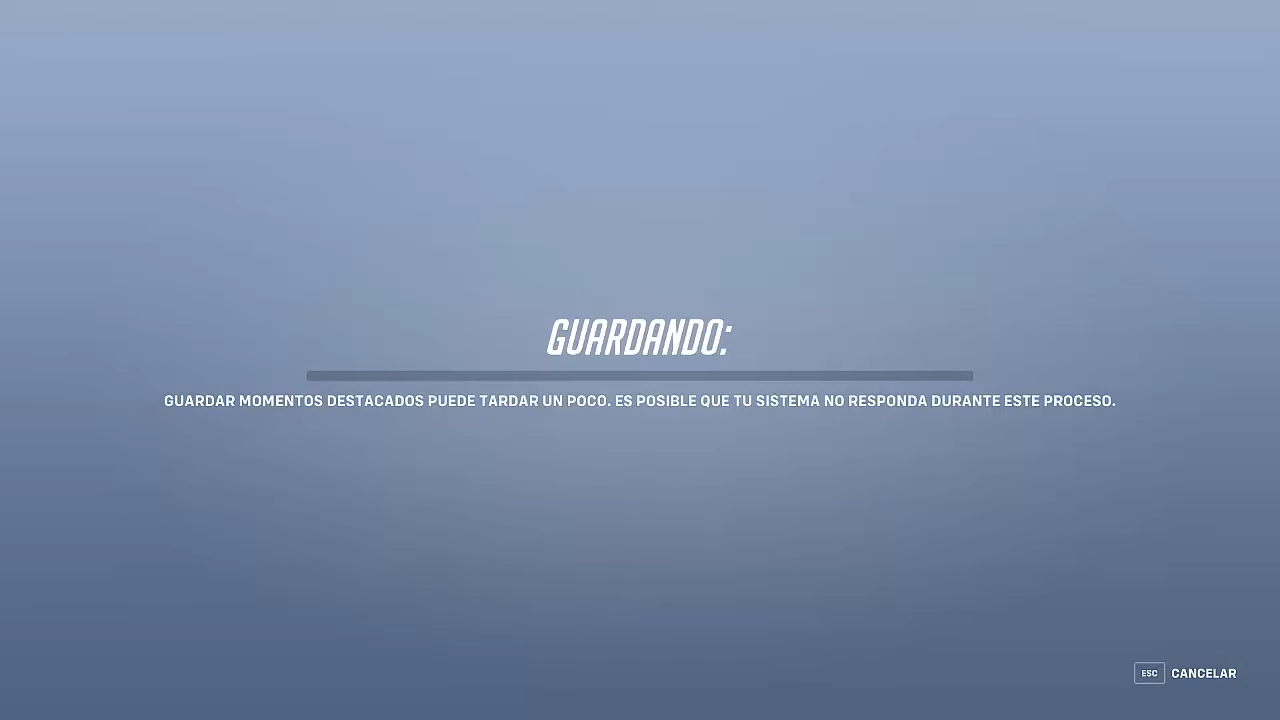 GUARDANDO:
GUARDAR MOMENTOS DESTACADOS PUEDE TARDAR UN POCO. ES POSIBLE QUE TU SISTEMA NO RESPONDA DURANTE ESTE PROCESO.
ESC CANCELAR